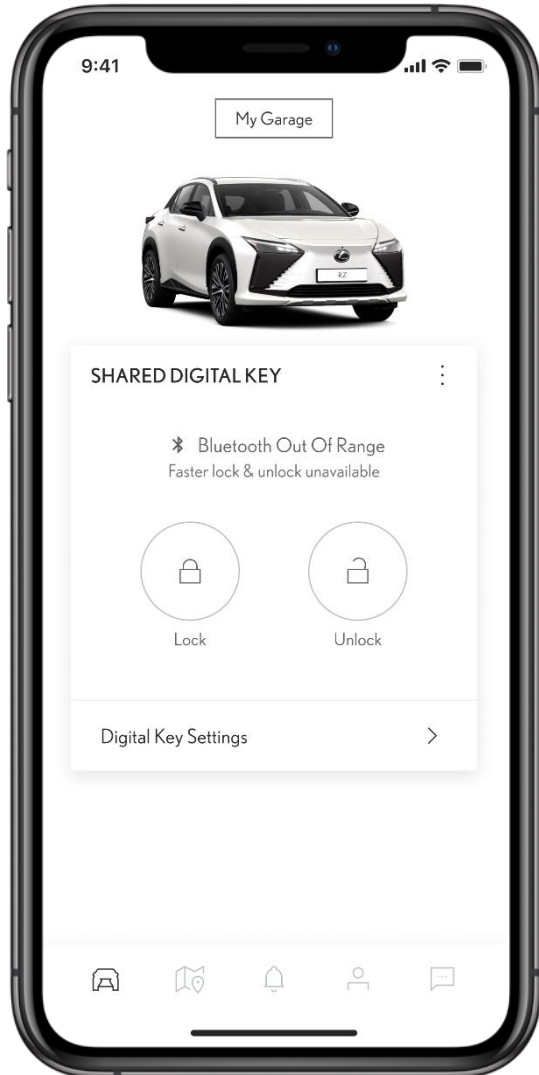 9:41
My Garage
RZ
SHARED DIGITAL KEY
Bluetooth Out Of Range
Faster lock & unlock unavailable
Lock
Unlock
Digital Key Settings